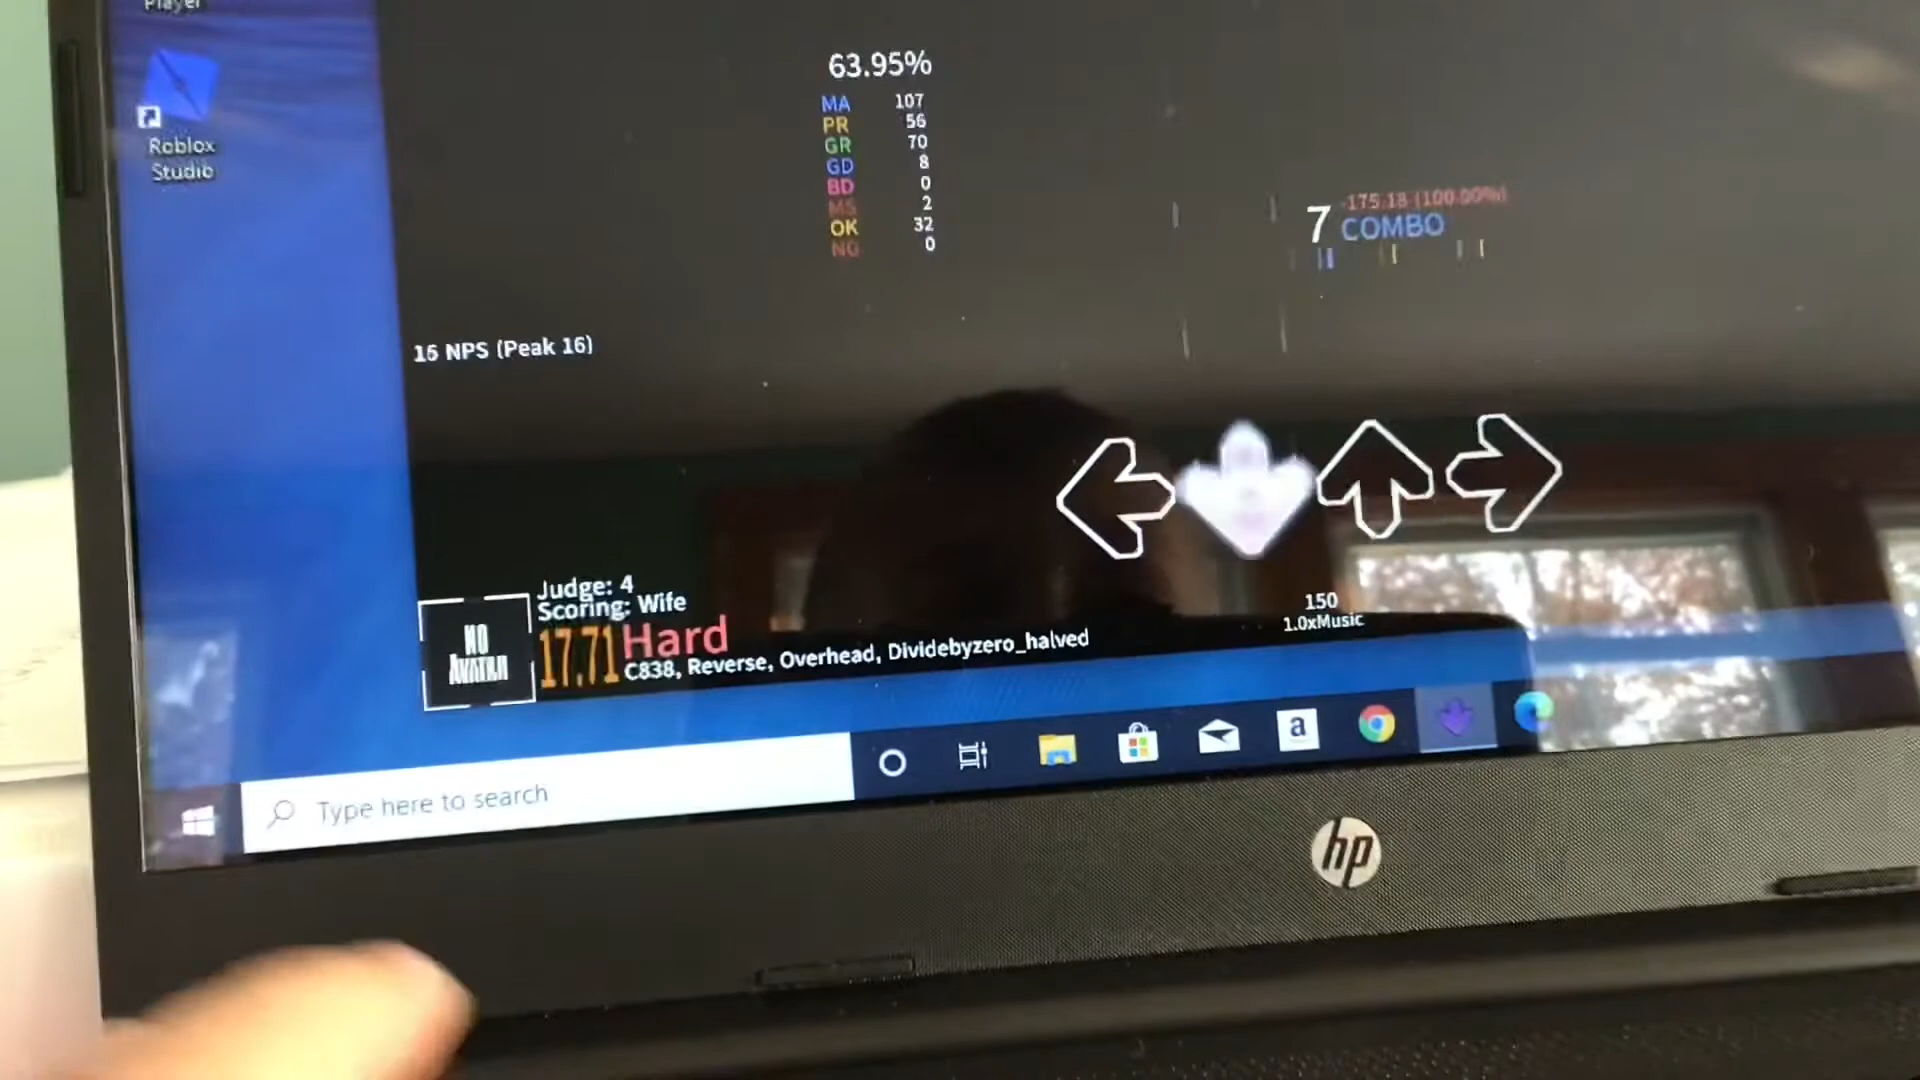 Player
Roblox
Studio
63.95%
MA 107
PR 56
GR 70
GD 8
BD 0
MS 2
OK 32
NG 0
-175.18 (100.00%)
7 COMBO
15 NPS (Peak 16)
NO
AVATAR
Judge: 4
Scoring: Wife
17.71 Hard
C838, Reverse, Overhead, Dividebyzero_halved
150
1.0xMusic
Type here to search
a
hp